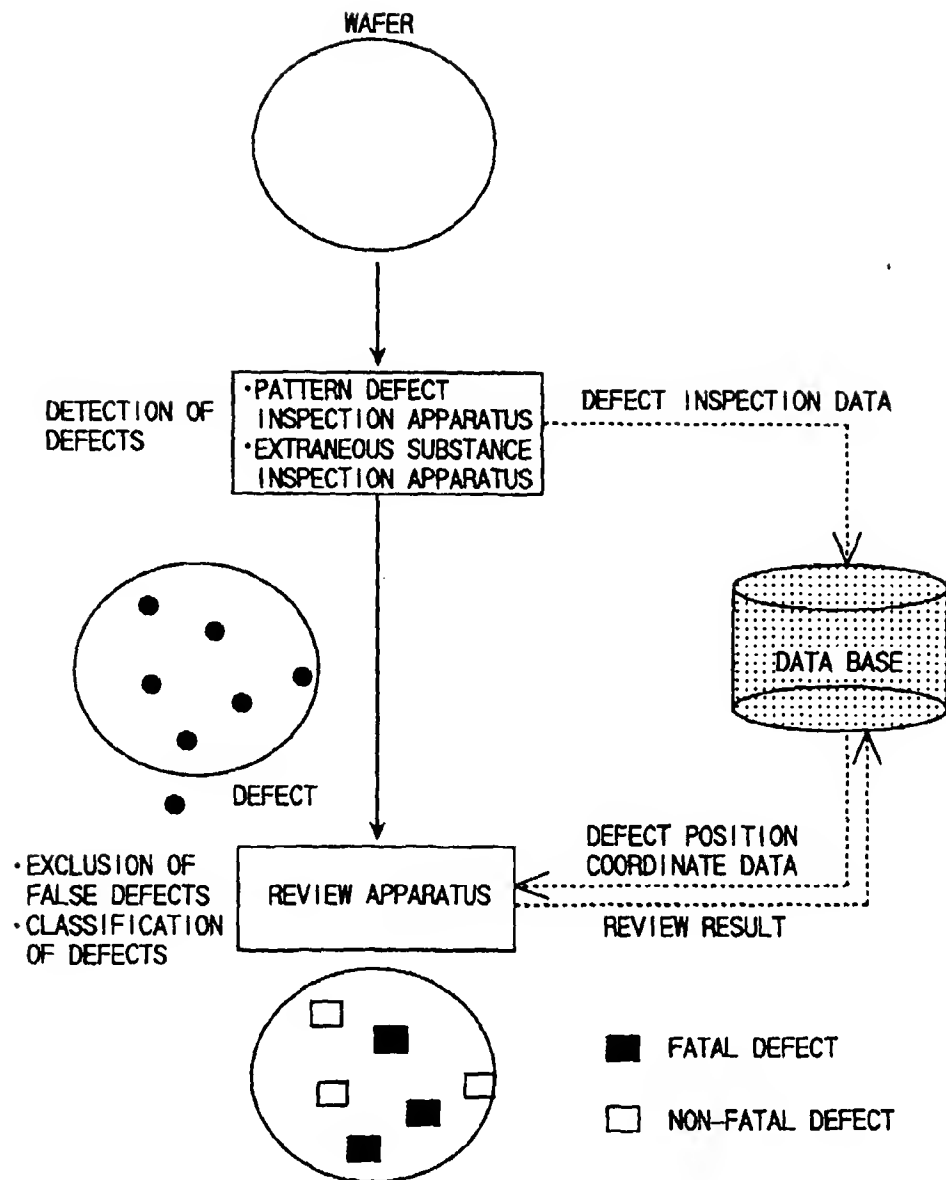 WAFER
DETECTION OF
DEFECTS
·PATTERN DEFECT
INSPECTION APPARATUS
·EXTRANEOUS SUBSTANCE
INSPECTION APPARATUS
DEFECT INSPECTION DATA
DATA BASE
DEFECT
·EXCLUSION OF
FALSE DEFECTS
·CLASSIFICATION
OF DEFECTS
REVIEW APPARATUS
DEFECT POSITION
COORDINATE DATA
REVIEW RESULT
FATAL DEFECT
NON-FATAL DEFECT